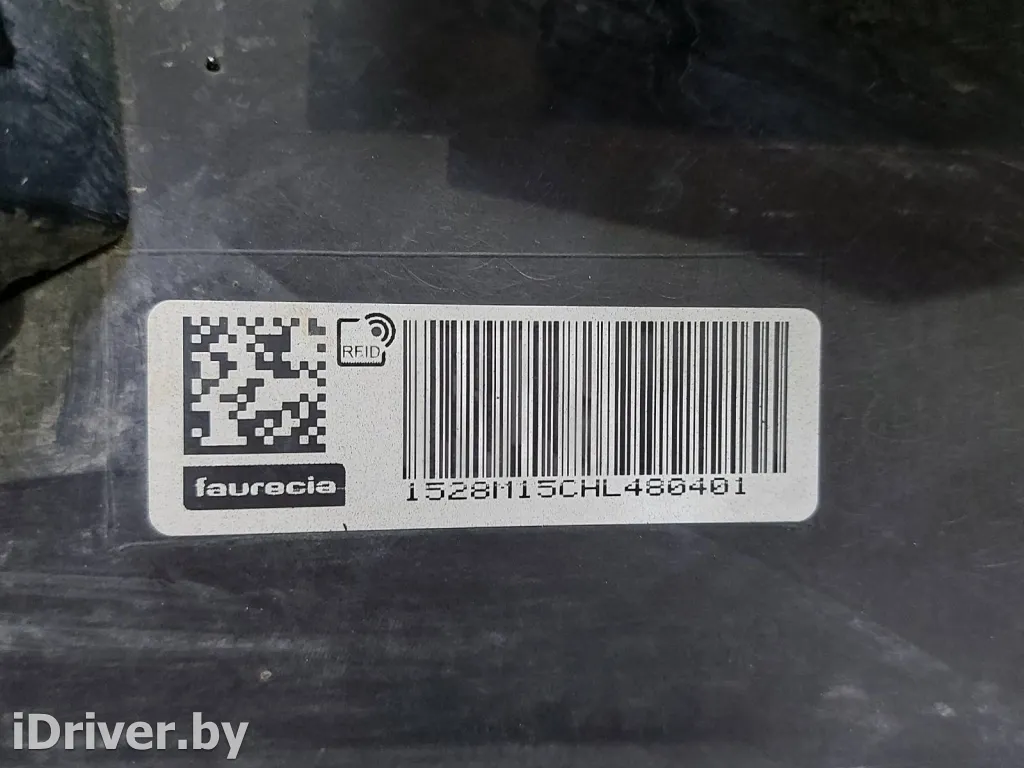 RFID
faurecia
1528M15CHL480401
iDriver.by